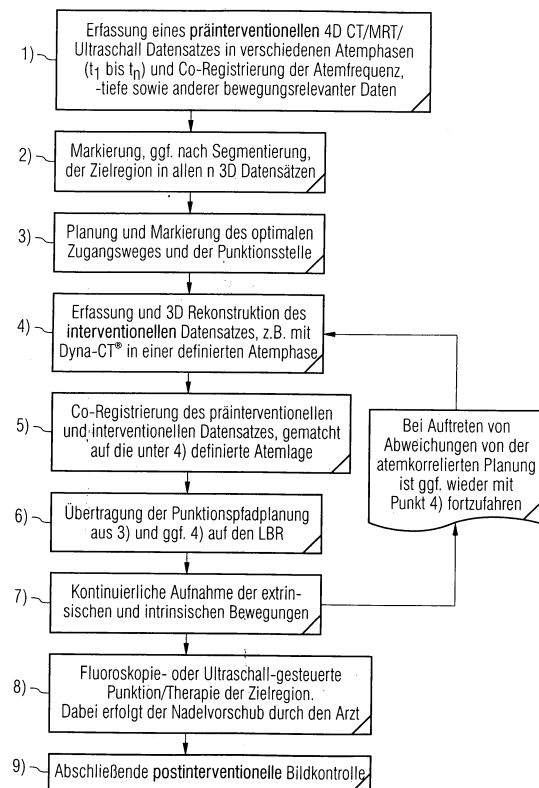 1)
Erfassung eines präinterventionellen 4D CT/MRT/
Ultraschall Datensatzes in verschiedenen Atemphasen
(t1 bis tn) und Co-Registrierung der Atemfrequenz,
-tiefe sowie anderer bewegungsrelevanter Daten
2)
Markierung, ggf. nach Segmentierung,
der Zielregion in allen n 3D Datensätzen
3)
Planung und Markierung des optimalen
Zugangsweges und der Punktionsstelle
4)
Erfassung und 3D Rekonstruktion des
interventionellen Datensatzes, z.B. mit
Dyna-CT® in einer definierten Atemphase
5)
Co-Registrierung des präinterventionellen
und interventionellen Datensatzes, gematcht
auf die unter 4) definierte Atemlage
Bei Auftreten von
Abweichungen von der
atemkorrelierten Planung
ist ggf. wieder mit
Punkt 4) fortzufahren
6)
Übertragung der Punktionspfadplanung
aus 3) und ggf. 4) auf den LBR
7)
Kontinuierliche Aufnahme der extrin-
sischen und intrinsischen Bewegungen
8)
Fluoroskopie- oder Ultraschall-gesteuerte
Punktion/Therapie der Zielregion.
Dabei erfolgt der Nadelvorschub durch den Arzt
9)
Abschließende postinterventionelle Bildkontrolle